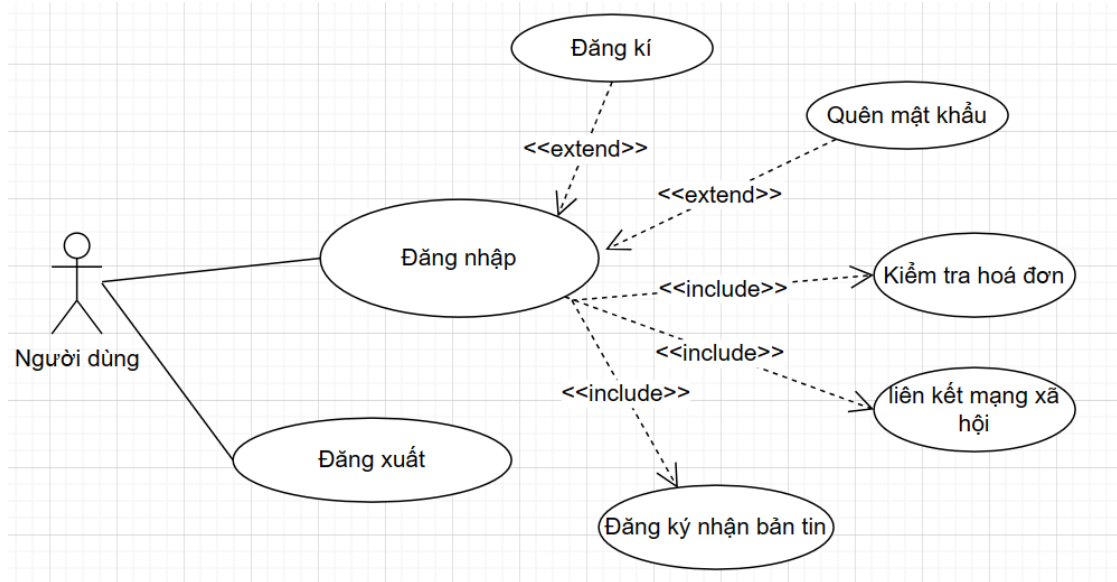 Đăng kí
Quên mật khẩu
<<extend>>
<<extend>>
Đăng nhập
Kiểm tra hoá đơn
<<include>>
Người dùng
<<include>>
<<include>>
liên kết mạng xã
hội
Đăng xuất
Đăng ký nhận bản tin